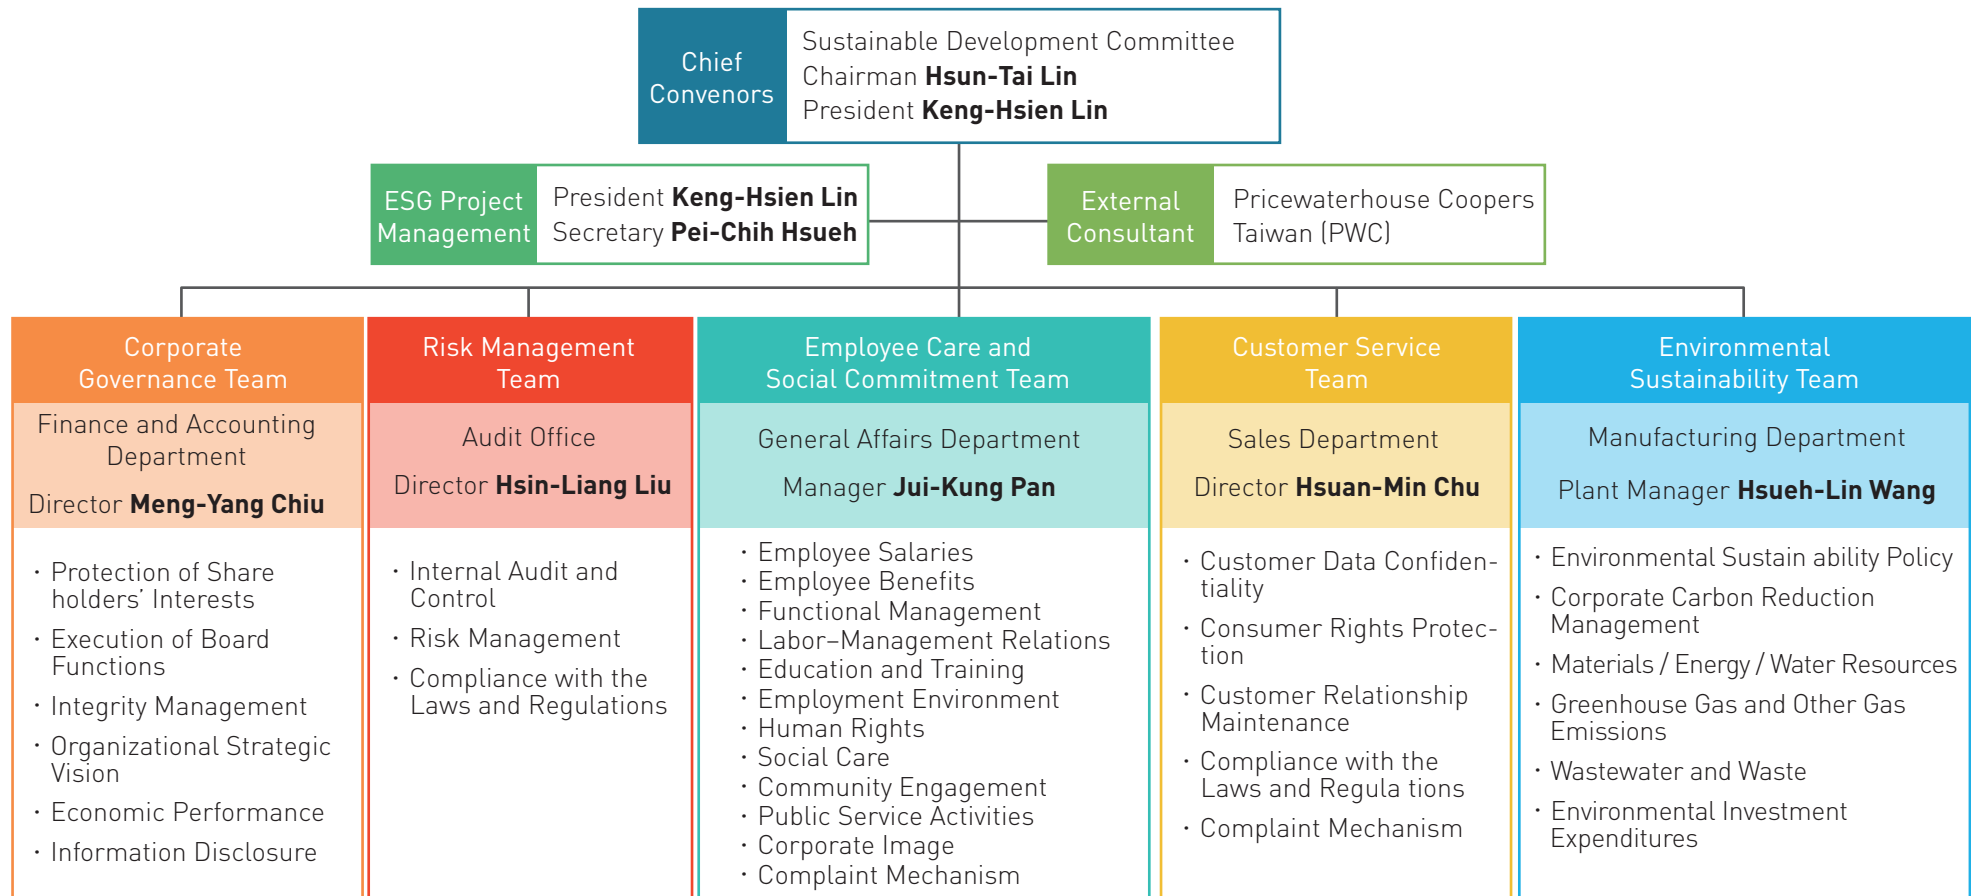 Chief
Convenors
Sustainable Development Committee
Chairman Hsun-Tai Lin
President Keng-Hsien Lin
ESG Project
Management
President Keng-Hsien Lin
Secretary Pei-Chih Hsueh
External
Consultant
Pricewaterhouse Coopers
Taiwan (PWC)
Corporate
Governance Team
Finance and Accounting
Department
Director Meng-Yang Chiu
· Protection of Share
holders’ Interests
· Execution of Board
Functions
· Integrity Management
· Organizational Strategic
Vision
· Economic Performance
· Information Disclosure
Risk Management
Team
Audit Office
Director Hsin-Liang Liu
· Internal Audit and
Control
· Risk Management
· Compliance with the
Laws and Regulations
Employee Care and
Social Commitment Team
General Affairs Department
Manager Jui-Kung Pan
· Employee Salaries
· Employee Benefits
· Functional Management
· Labor–Management Relations
· Education and Training
· Employment Environment
· Human Rights
· Social Care
· Community Engagement
· Public Service Activities
· Corporate Image
· Complaint Mechanism
Customer Service
Team
Sales Department
Director Hsuan-Min Chu
· Customer Data Confiden-
tiality
· Consumer Rights Protec-
tion
· Customer Relationship
Maintenance
· Compliance with the
Laws and Regula tions
· Complaint Mechanism
Environmental
Sustainability Team
Manufacturing Department
Plant Manager Hsueh-Lin Wang
· Environmental Sustain ability Policy
· Corporate Carbon Reduction
Management
· Materials / Energy / Water Resources
· Greenhouse Gas and Other Gas
Emissions
· Wastewater and Waste
· Environmental Investment
Expenditures